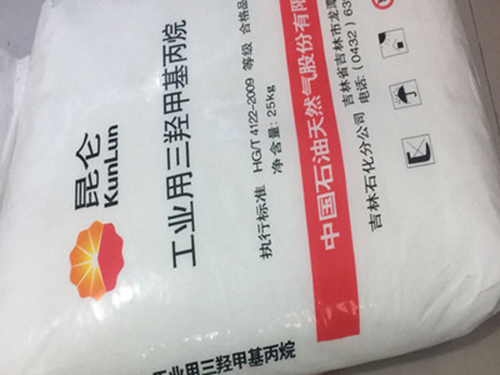 昆仑
KunLun
工业用三羟甲基丙烷
执行标准 HG/T 4122-2009 等级 合格品
净含量: 25Kg
中国石油天然气股份有限
吉林石化分公司 吉林省吉林市龙潭
电话:(0432) 63
工业用三羟甲基丙烷